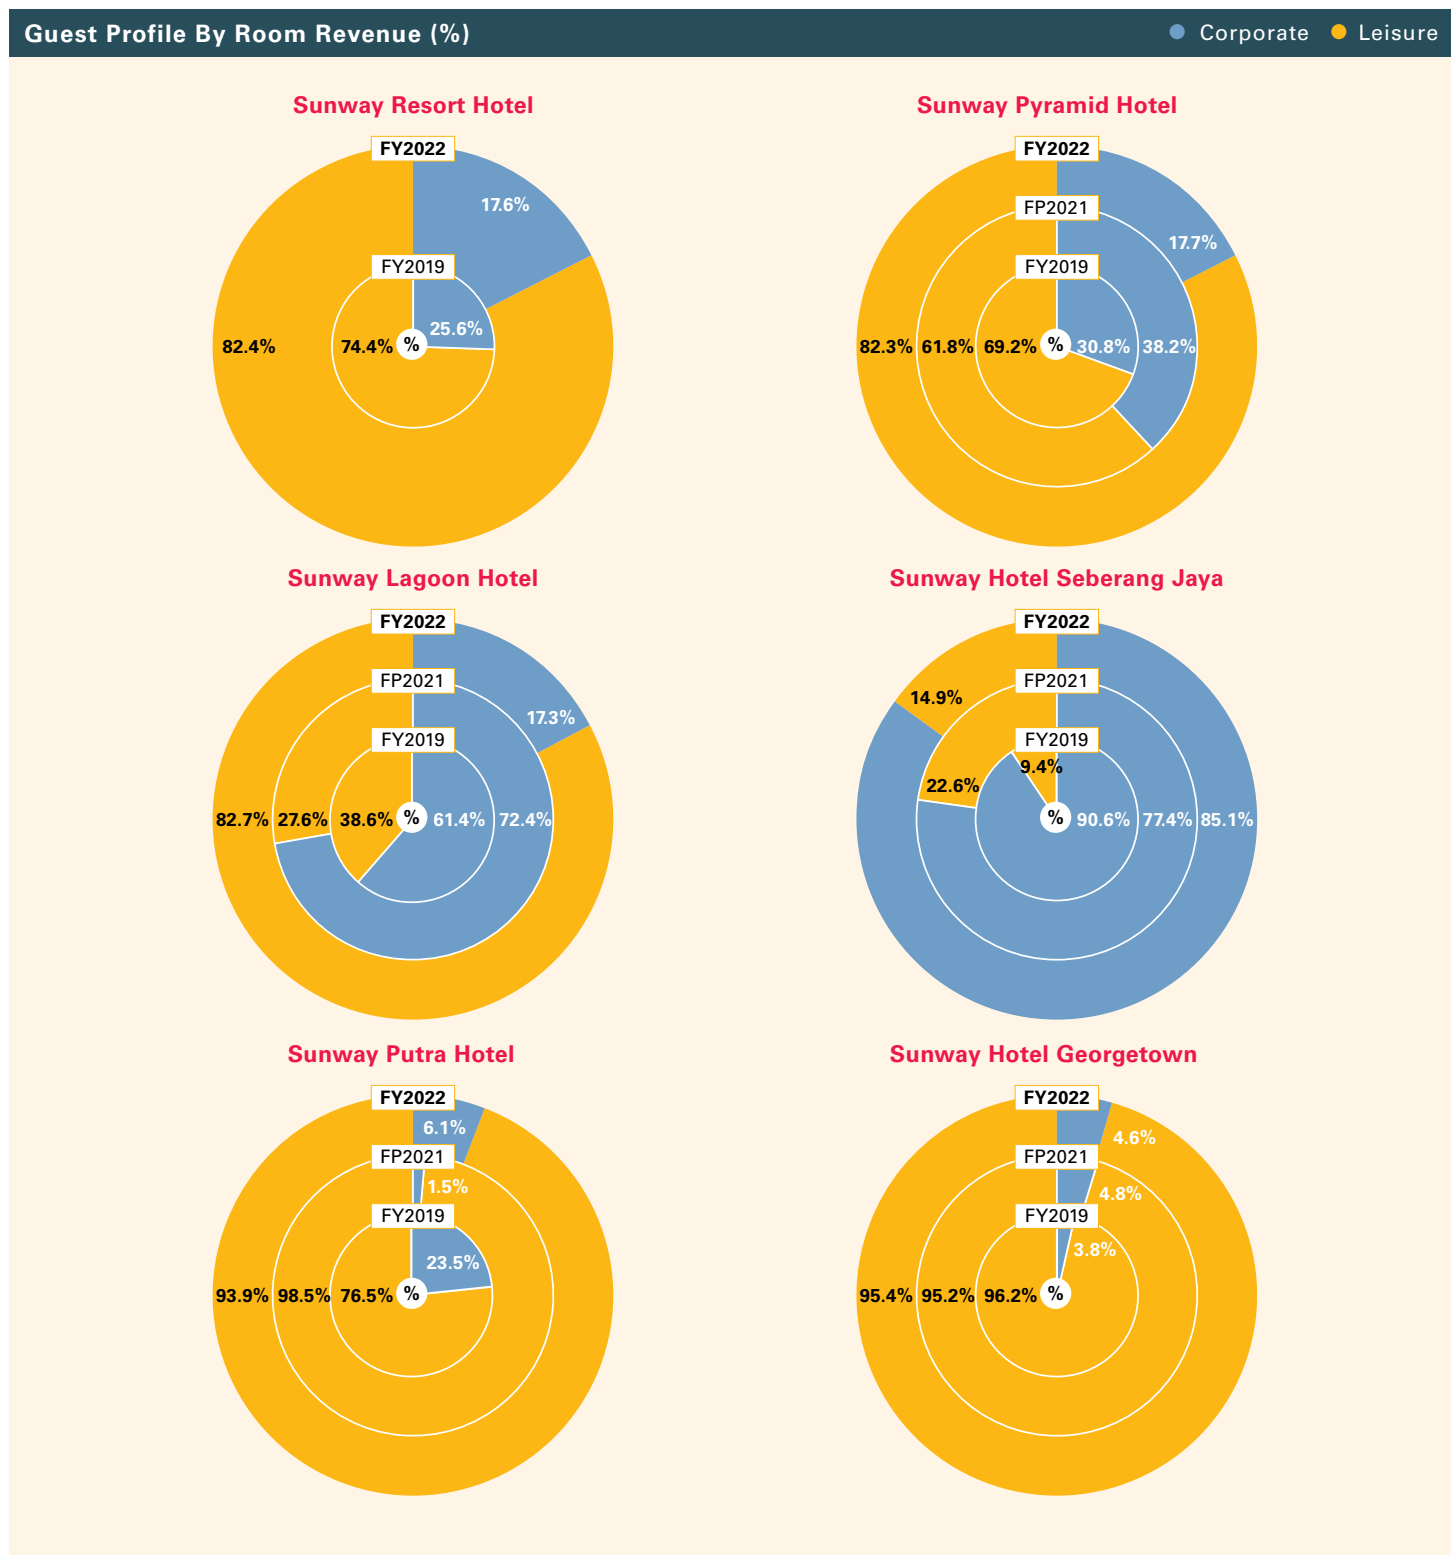 Guest Profile By Room Revenue (%)
Corporate
Leisure
Sunway Resort Hotel
FY2022
17.6%
FY2019
25.6%
82.4%
74.4%
%
Sunway Pyramid Hotel
FY2022
FP2021
17.7%
FY2019
82.3%
61.8%
69.2%
%
30.8%
38.2%
Sunway Lagoon Hotel
FY2022
FP2021
17.3%
FY2019
82.7%
27.6%
38.6%
%
61.4%
72.4%
Sunway Hotel Seberang Jaya
FY2022
FP2021
14.9%
FY2019
9.4%
22.6%
%
90.6%
77.4%
85.1%
Sunway Putra Hotel
FY2022
6.1%
FP2021
1.5%
FY2019
23.5%
93.9%
98.5%
76.5%
%
Sunway Hotel Georgetown
FY2022
4.6%
FP2021
4.8%
FY2019
3.8%
95.4%
95.2%
96.2%
%